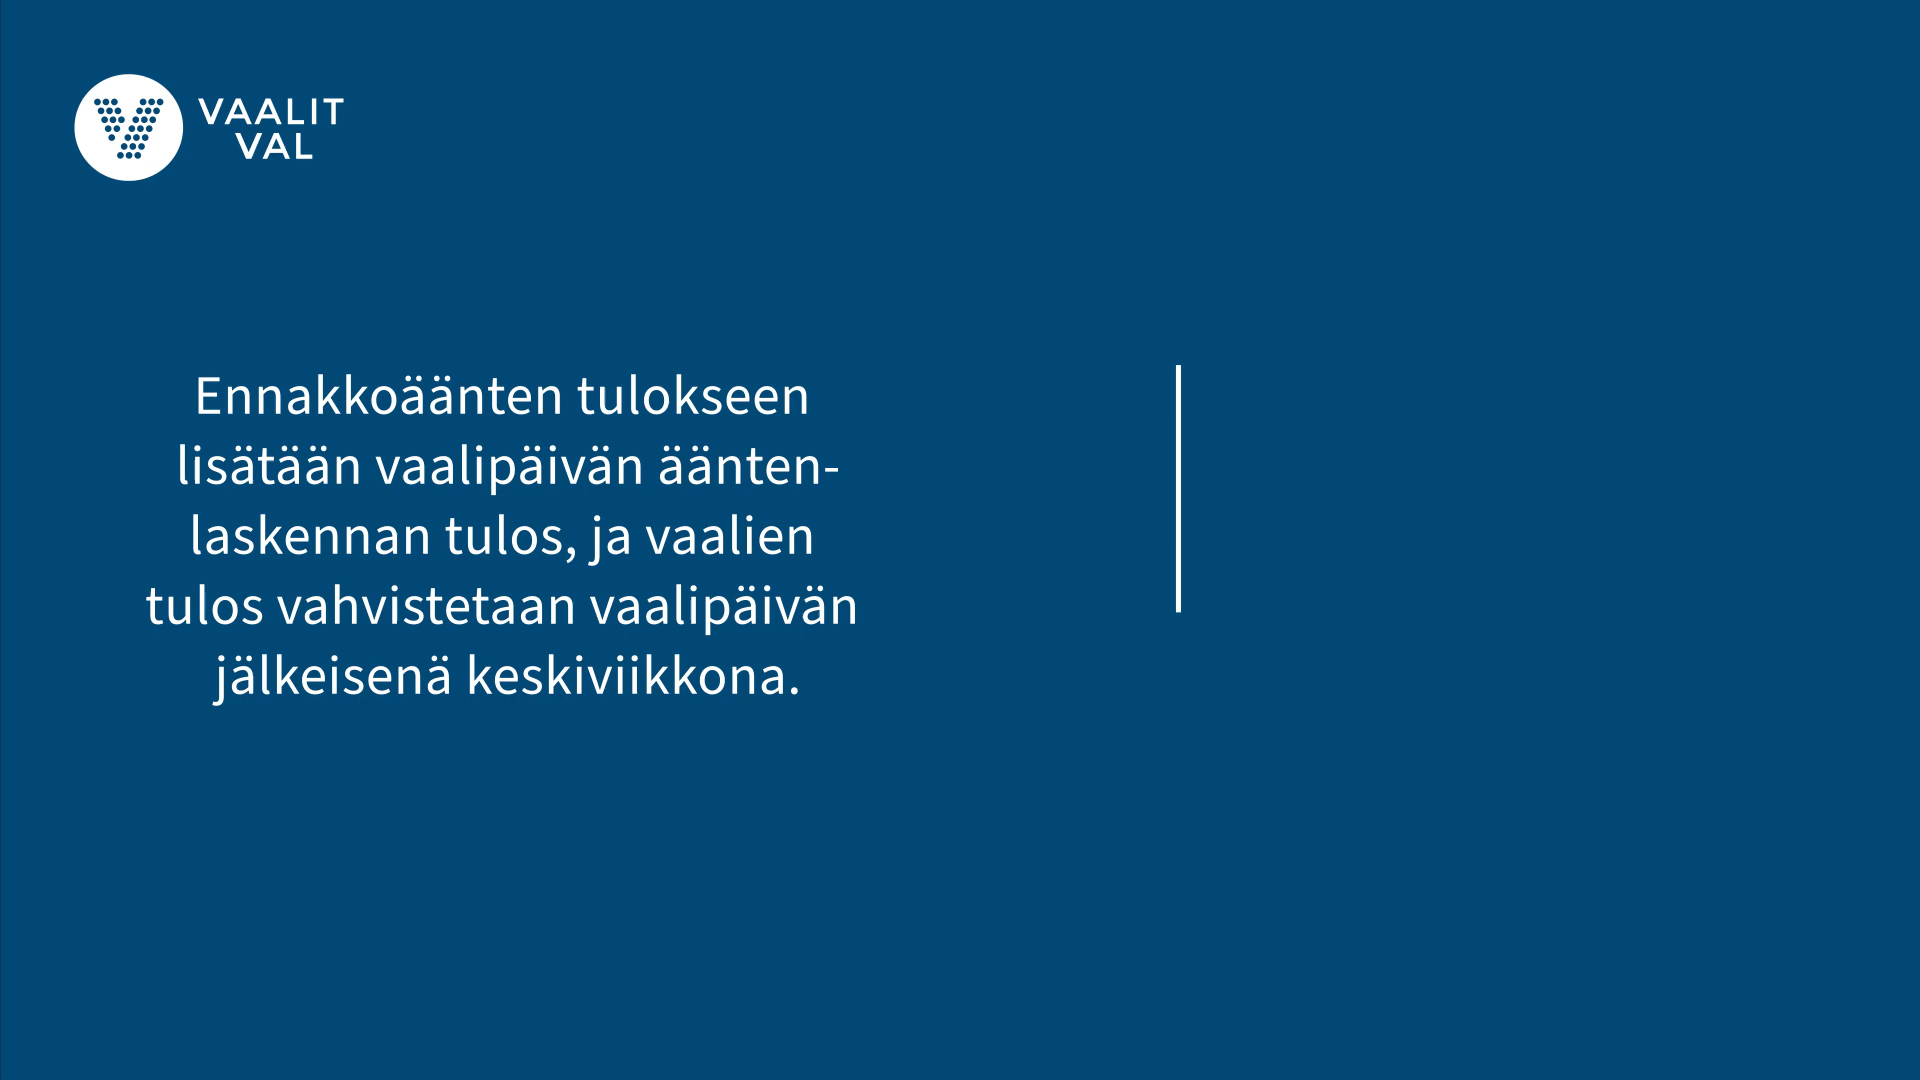 VAALIT
VAL
Ennakkoäänten tulokseen
lisätään vaalipäivän äänten-
laskennan tulos, ja vaalien
tulos vahvistetaan vaalipäivän
jälkeisenä keskiviikkona.